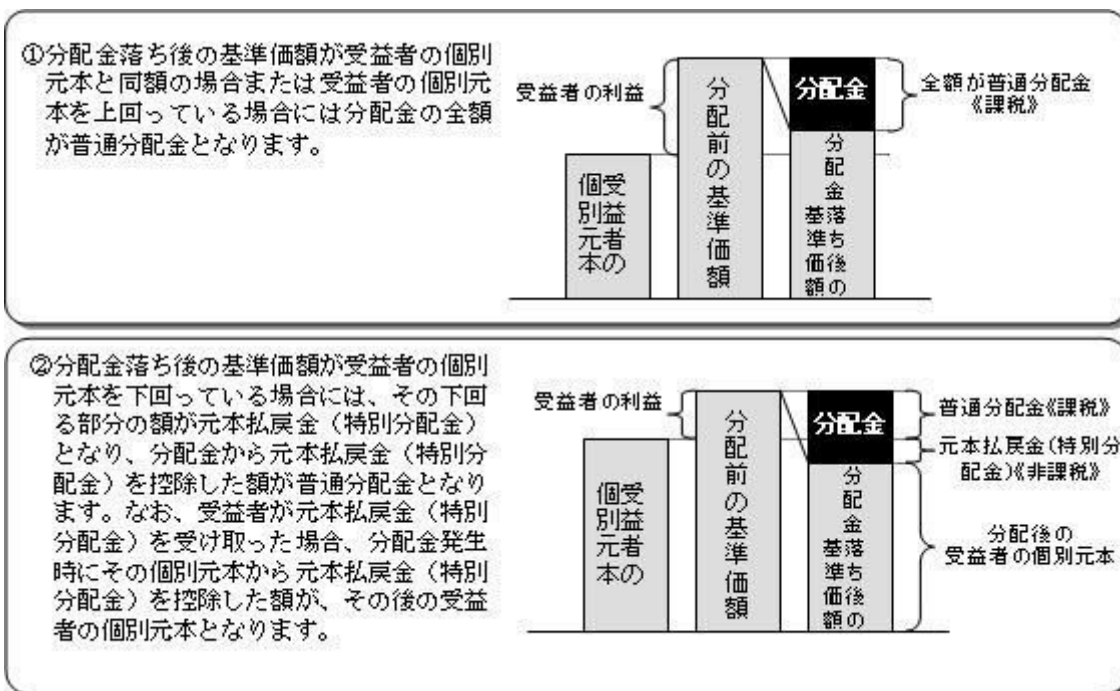 ①分配金落ち後の基準価額が受益者の個別
元本と同額の場合または受益者の個別元
本を上回っている場合には分配金の全額
が普通分配金となります。
受益者の利益
個別元本
受益者の
分配前の基準価額
分配金
基準価額
分配金落ち後の
全額が普通分配金
《課税》
②分配金落ち後の基準価額が受益者の個別
元本を下回っている場合には、その下回
る部分の額が元本払戻金（特別分配金）
となり、分配金から元本払戻金（特別分
配金）を控除した額が普通分配金となり
ます。なお、受益者が元本払戻金（特別
分配金）を受け取った場合、分配金発生
時にその個別元本から元本払戻金（特別
分配金）を控除した額が、その後の受益
者の個別元本となります。
受益者の利益
受益者の
個別元本
分配前の基準価額
分配金
分配金落ち後の
基準価額
普通分配金《課税》
元本払戻金(特別分
配金)《非課税》
分配後の
受益者の個別元本